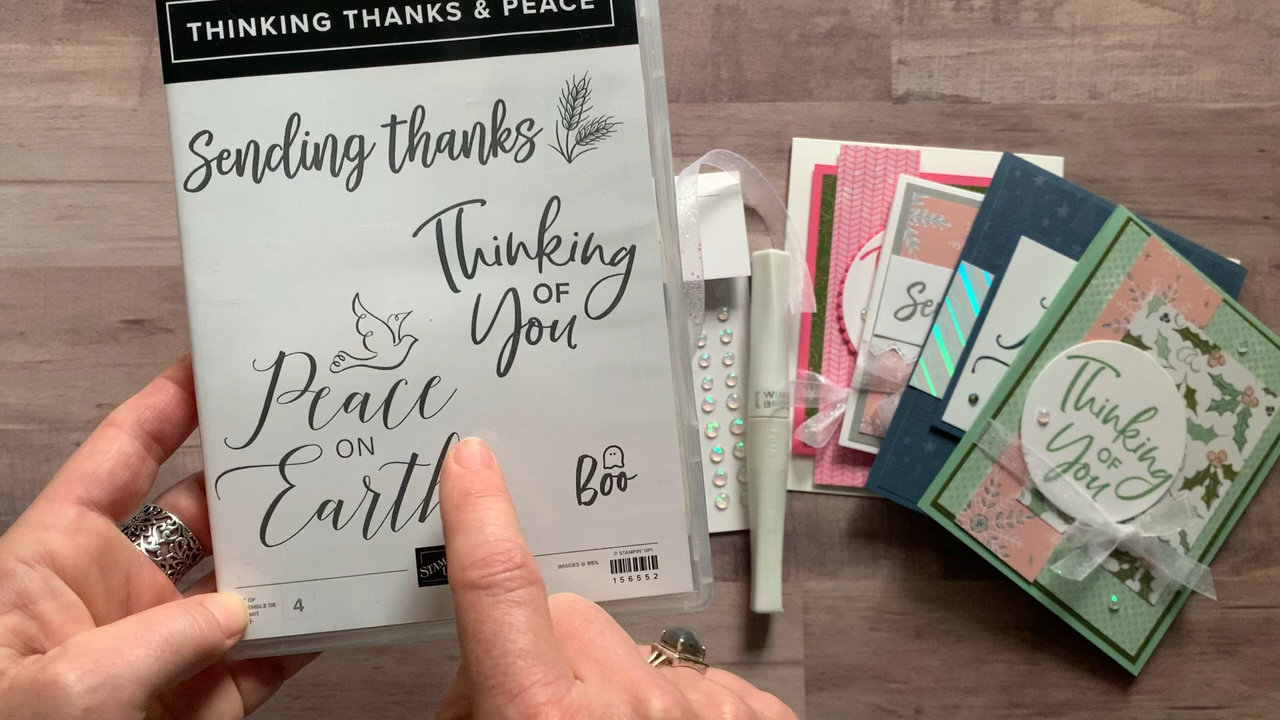 THINKING THANKS & PEACE
Sending thanks
Thinking
OF
You
Peace
ON
Earth
Boo
IMAGES @ 95%
© STAMPIN' UP!
156552
4
Thinking
OF
You